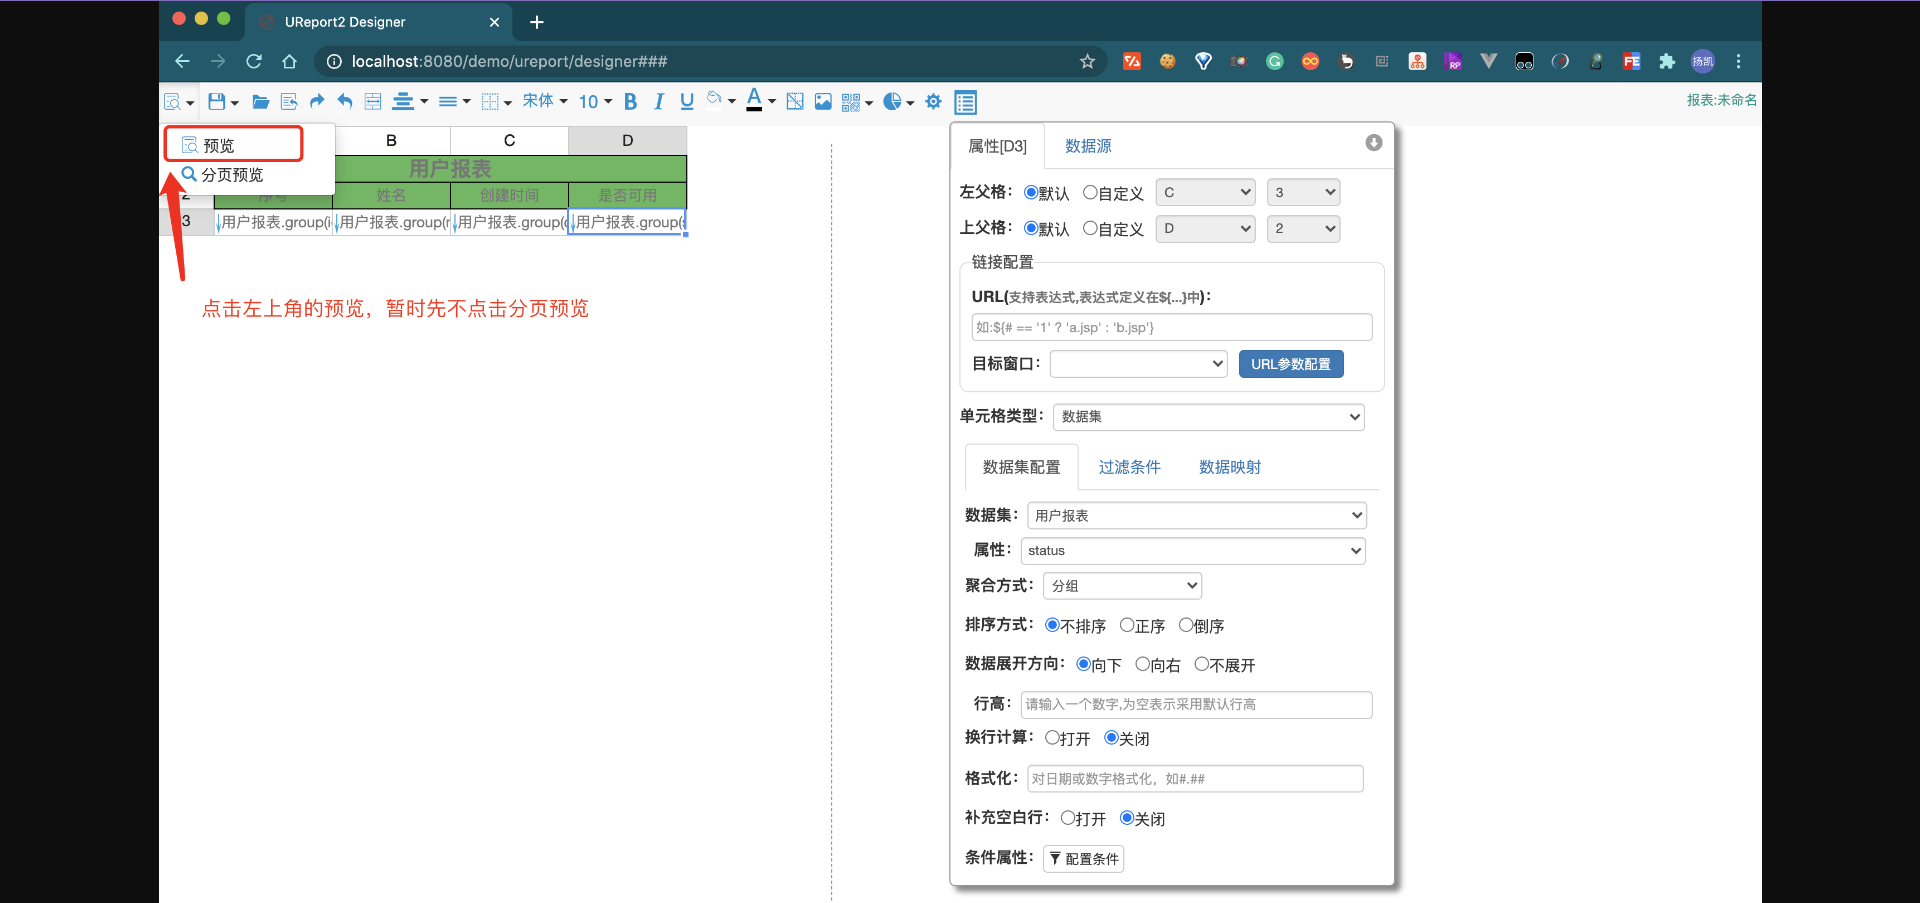 UReport2 Designer
localhost:8080/demo/ureport/designer###
扬凯
宋体
10
B
I
U
A
报表:未命名
预览
分页预览
B
C
D
用户报表
2
序号
姓名
创建时间
是否可用
3
用户报表.group(i
用户报表.group(r
用户报表.group(c
用户报表.group(s
点击左上角的预览，暂时先不点击分页预览
属性[D3]
数据源
左父格：
默认
自定义
C
3
上父格：
默认
自定义
D
2
链接配置
URL(支持表达式,表达式定义在${...}中)：
如:${# == '1' ? 'a.jsp' : 'b.jsp'}
目标窗口：
URL参数配置
单元格类型：
数据集
数据集配置
过滤条件
数据映射
数据集：
用户报表
属性：
status
聚合方式：
分组
排序方式：
不排序
正序
倒序
数据展开方向：
向下
向右
不展开
行高：
请输入一个数字,为空表示采用默认行高
换行计算：
打开
关闭
格式化：
对日期或数字格式化，如#.##
补充空白行：
打开
关闭
条件属性：
配置条件